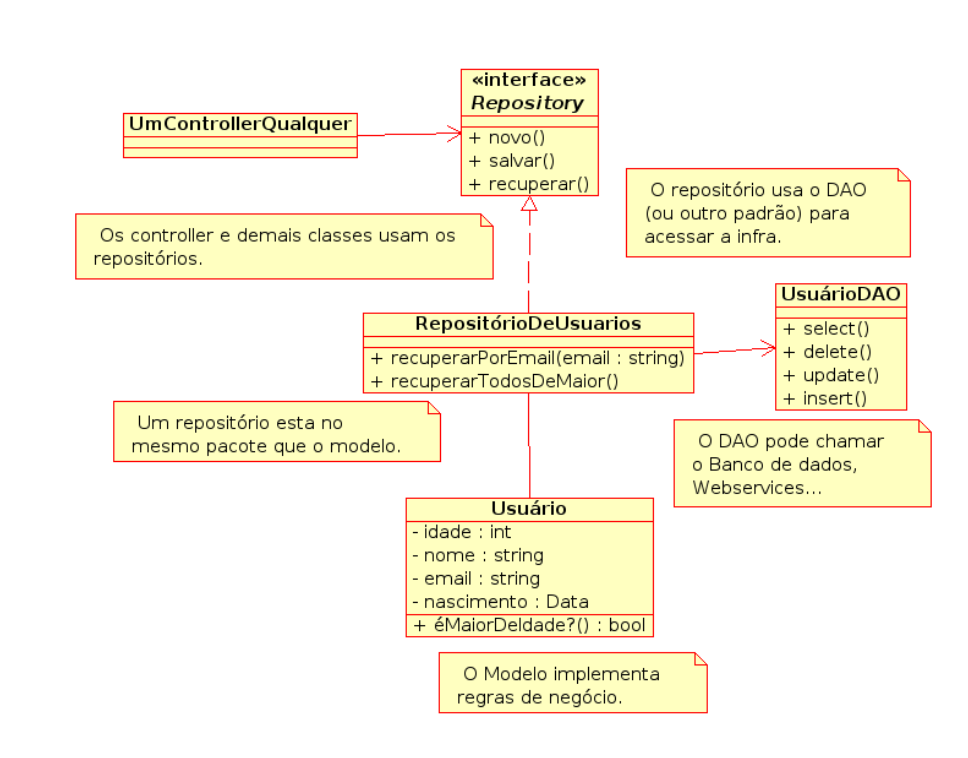 «interface»
Repository
+ novo()
+ salvar()
+ recuperar()
UmControllerQualquer
O repositório usa o DAO
(ou outro padrão) para
acessar a infra.
Os controller e demais classes usam os
repositórios.
UsuárioDAO
+ select()
+ delete()
+ update()
+ insert()
RepositórioDeUsuarios
+ recuperarPorEmail(email : string)
+ recuperarTodosDeMaior()
Um repositório esta no
mesmo pacote que o modelo.
O DAO pode chamar
o Banco de dados,
Webservices...
Usuário
- idade : int
- nome : string
- email : string
- nascimento : Data
+ éMaiorDeIdade?() : bool
O Modelo implementa
regras de negócio.